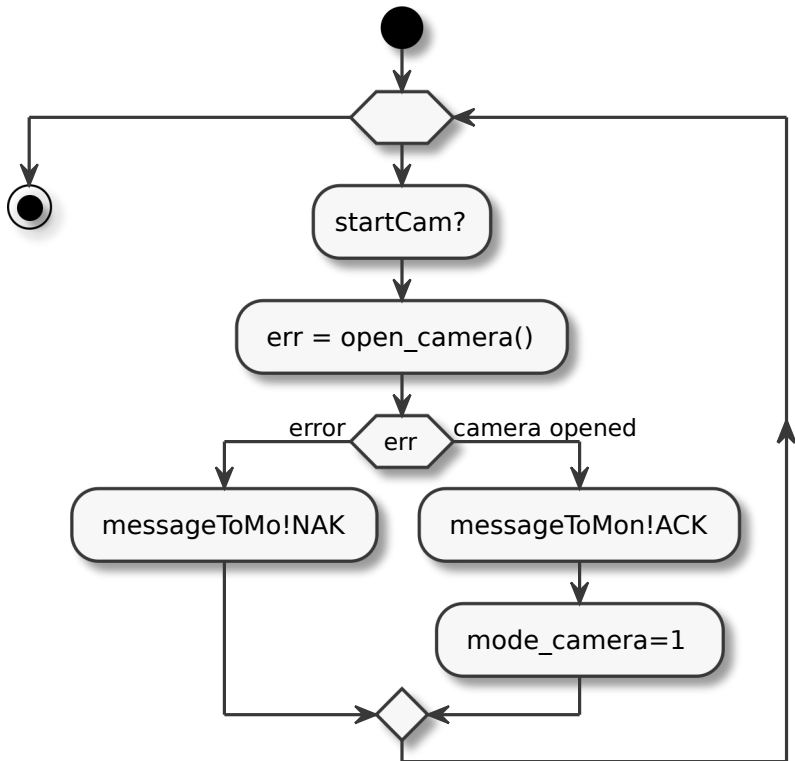 startCam?
err = open_camera()
error
err
camera opened
messageToMo!NAK
messageToMon!ACK
mode_camera=1